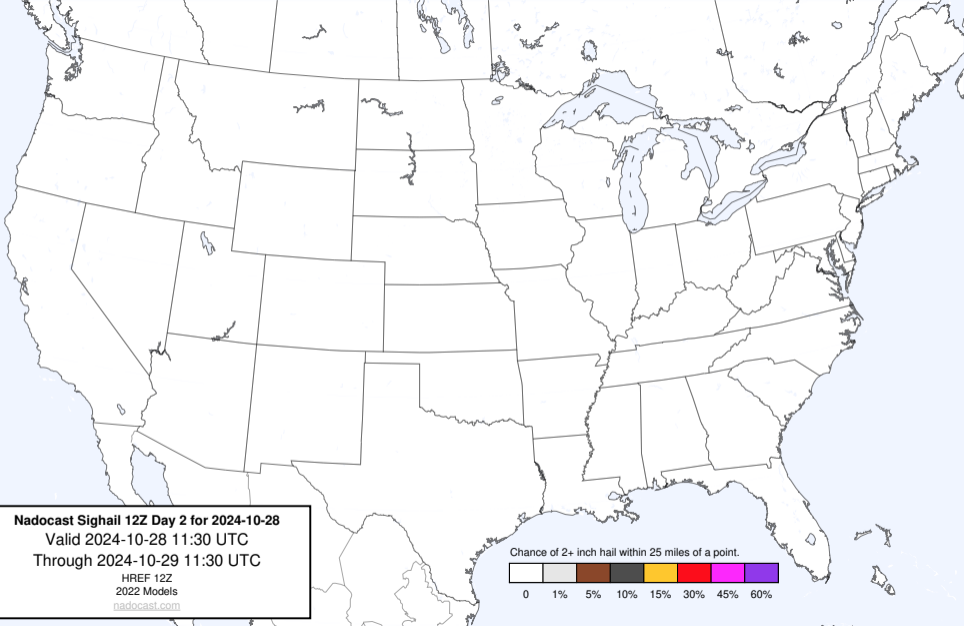 Nadocast Sighail 12Z Day 2 for 2024-10-28
Valid 2024-10-28 11:30 UTC
Through 2024-10-29 11:30 UTC
HREF 12Z
2022 Models
nadocast.com
Chance of 2+ inch hail within 25 miles of a point.
0 1% 5% 10% 15% 30% 45% 60%